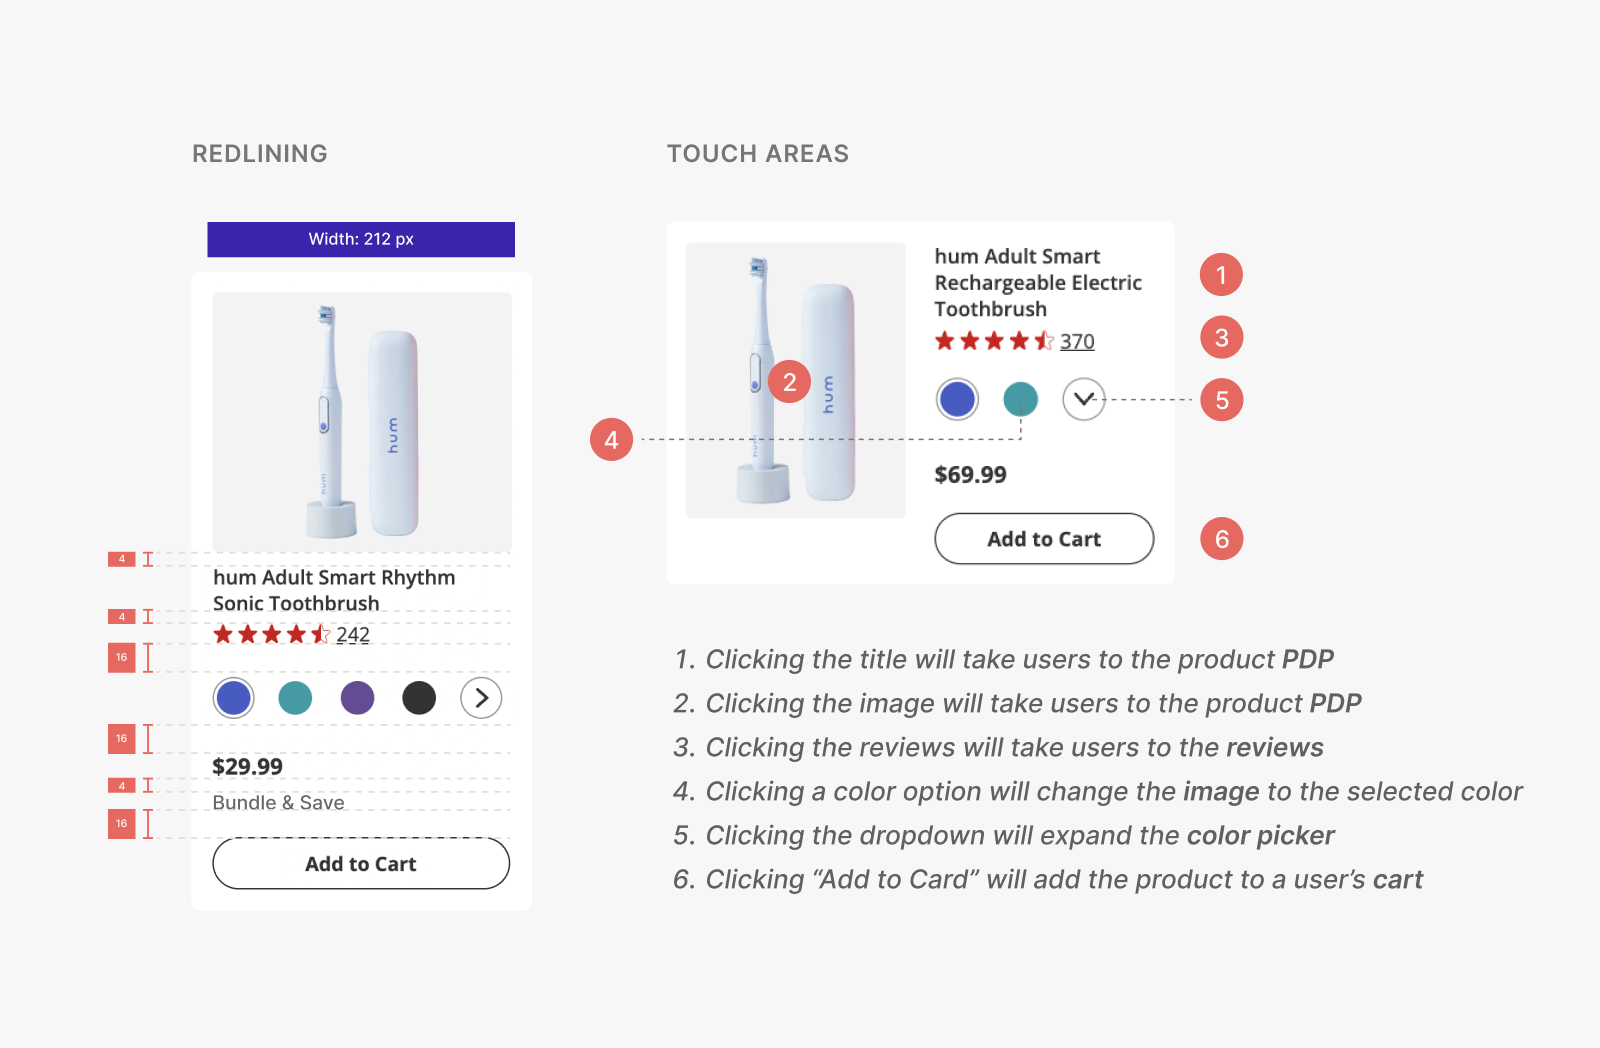 REDLINING
Width: 212 px
hum
hum
4
hum Adult Smart Rhythm
Sonic Toothbrush
4
242
16
16
$29.99
4
Bundle & Save
16
Add to Cart
TOUCH AREAS
hum
hum
hum Adult Smart
Rechargeable Electric
Toothbrush
370
$69.99
Add to Cart
1
2
3
4
5
6
1. Clicking the title will take users to the product PDP
2. Clicking the image will take users to the product PDP
3. Clicking the reviews will take users to the reviews
4. Clicking a color option will change the image to the selected color
5. Clicking the dropdown will expand the color picker
6. Clicking “Add to Card” will add the product to a user’s cart